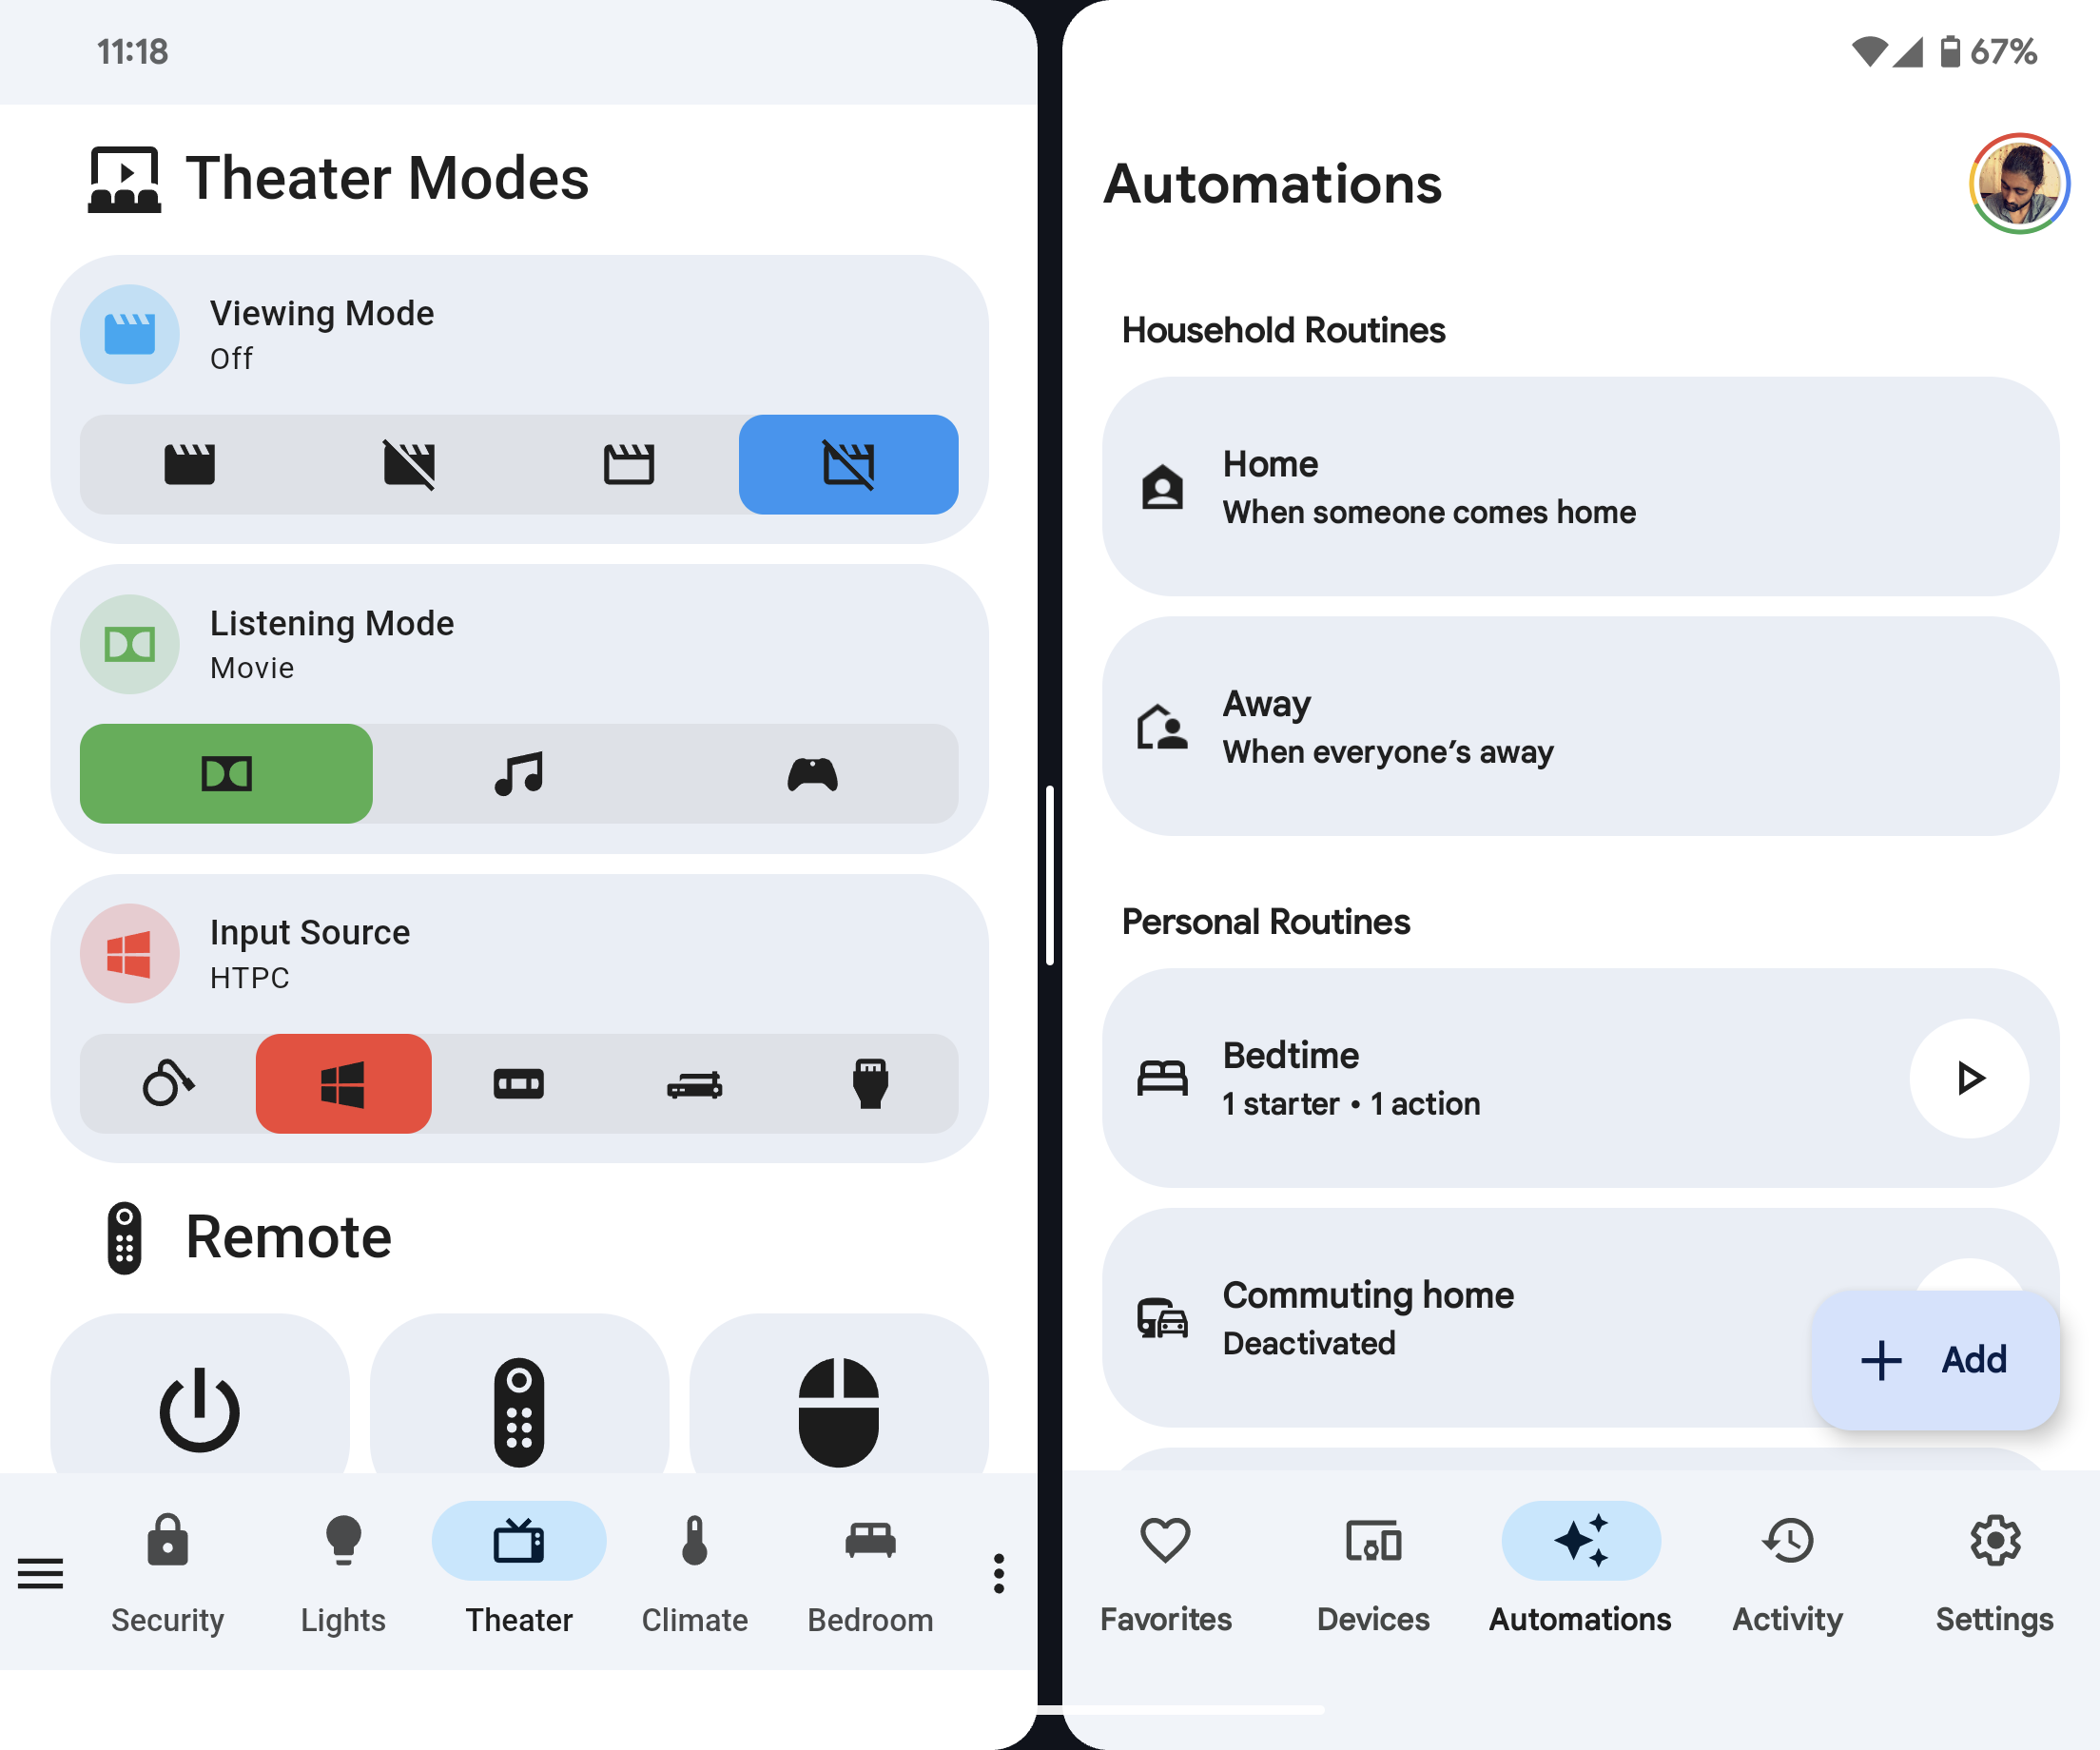 11:18
Theater Modes
Viewing Mode
Off
Listening Mode
Movie
Input Source
HTPC
Remote
Security
Lights
Theater
Climate
Bedroom
67%
Automations
Household Routines
Home
When someone comes home
Away
When everyone’s away
Personal Routines
Bedtime
1 starter • 1 action
Commuting home
Deactivated
Add
Favorites
Devices
Automations
Activity
Settings